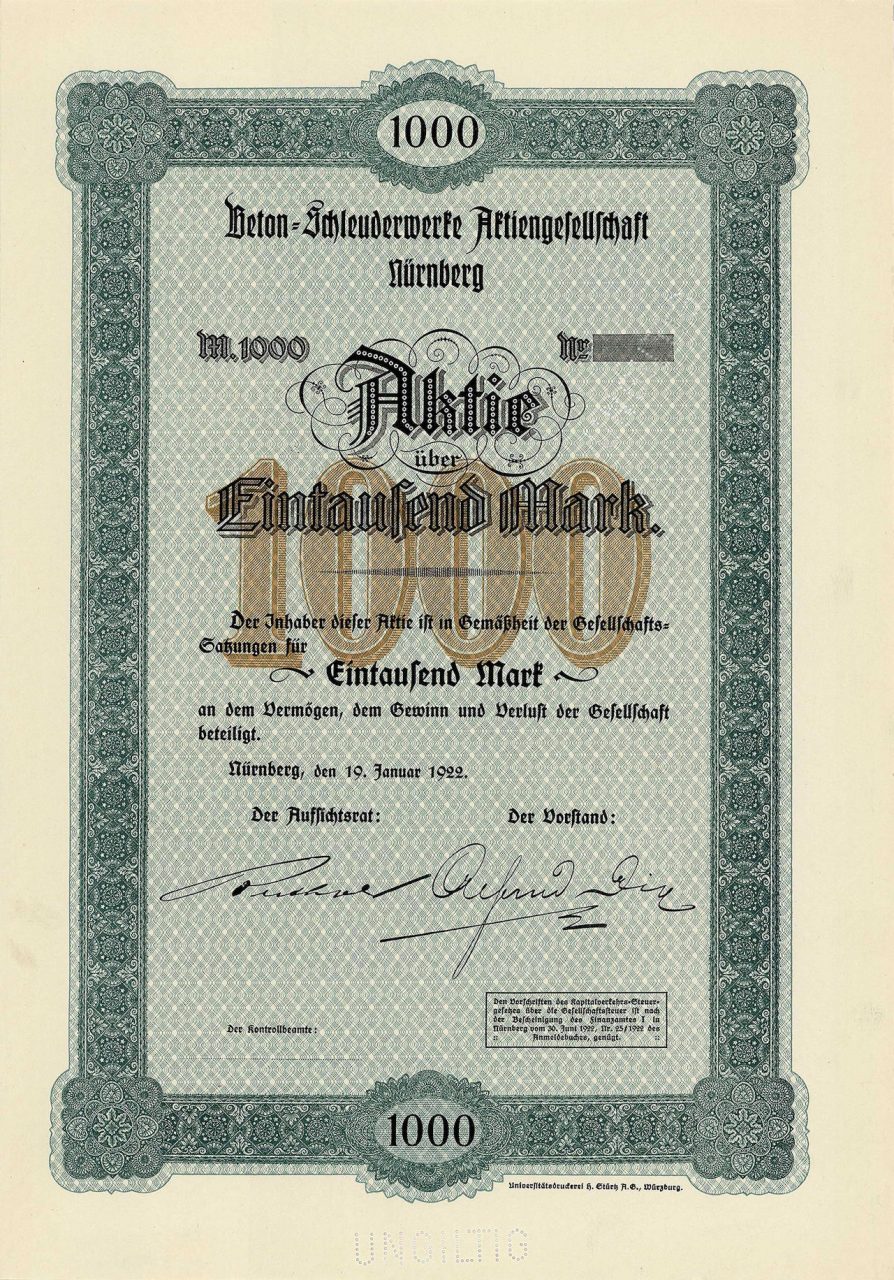 1000
Beton-Schleuderwerke Aktiengesellschaft
Nürnberg
M. 1000 Nr.
Aktie
über
Eintausend Mark.
1000
Der Inhaber dieser Aktie ist in Gemäßheit der Gesellschafts-
Satzungen für
Eintausend Mark
an dem Vermögen, dem Gewinn und Verlust der Gesellschaft
beteiligt.
Nürnberg, den 19. Januar 1922.
Der Aufsichtsrat: Der Vorstand:
Alfred
Den Vorschriften des Kapitalverkehrs-Steuer-
gesetzes über die Gesellschaftssteuer ist nach
der Bescheinigung des Finanzamtes I in
Nürnberg vom 30. Juni 1922, Nr. 25/1922 des
:: Anmeldebuches, genügt. ::
Der Kontrollbeamte:
1000
Universitätsdruckerei H. Stürtz A.G., Würzburg.
UNGILTIG